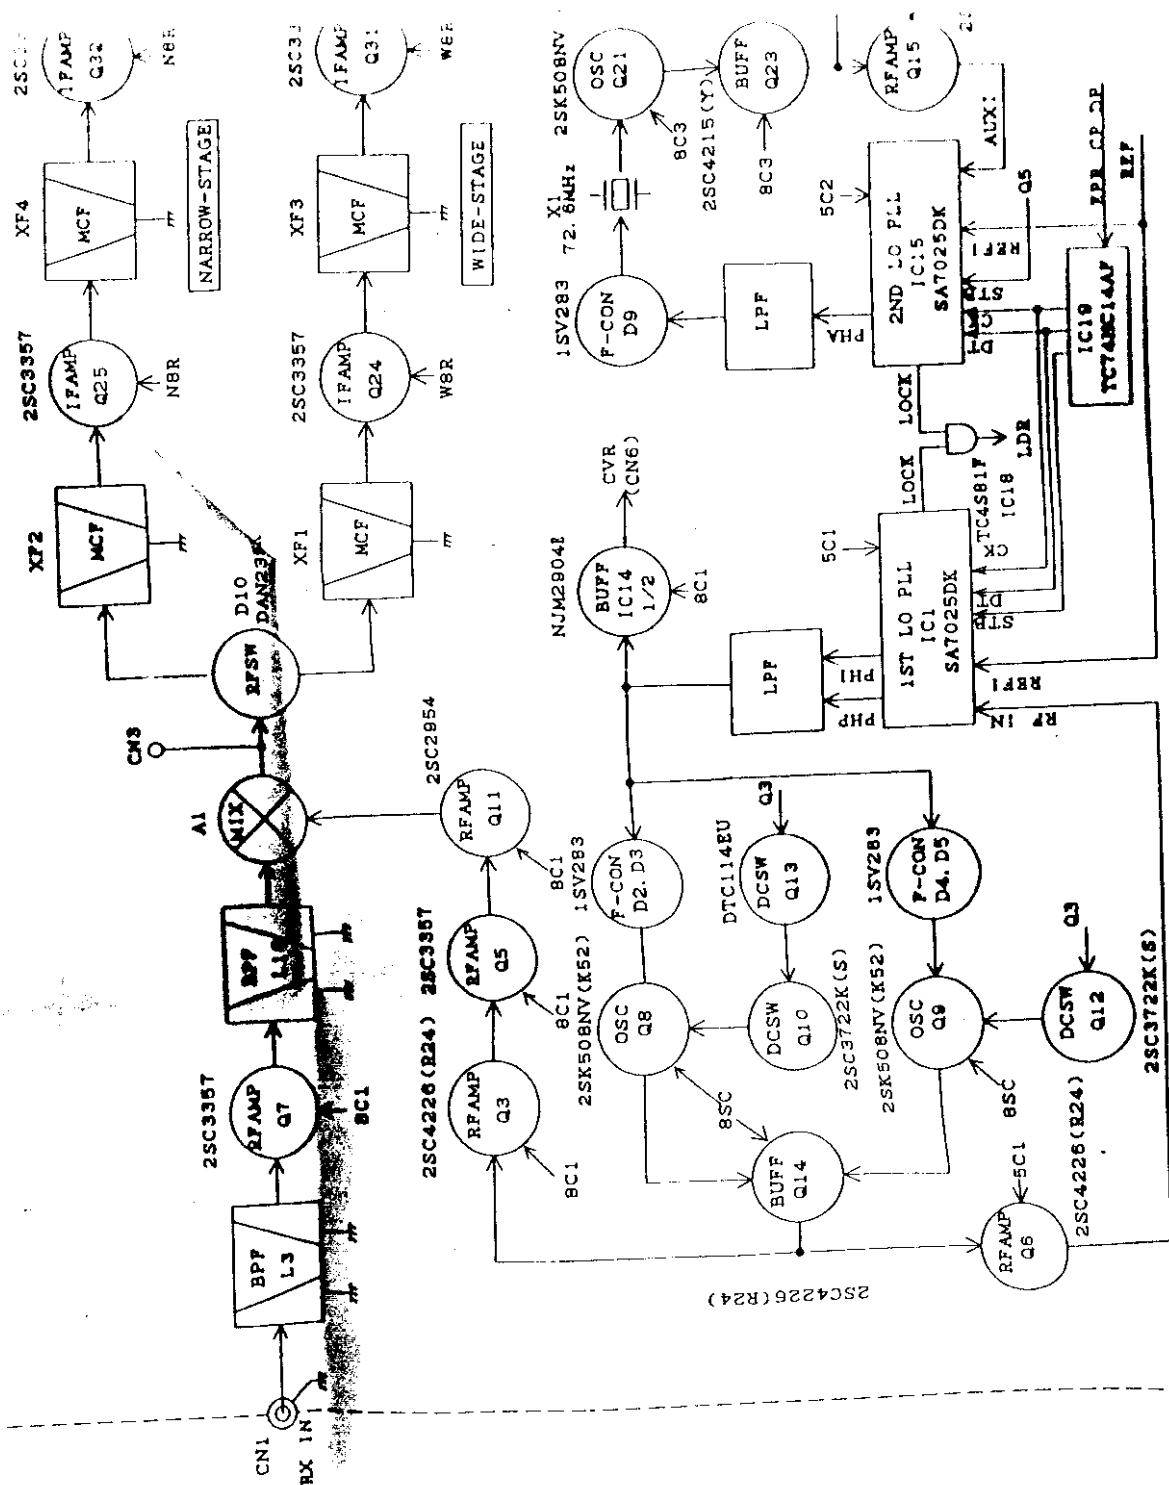 CN1
RX IN
BPF
L3
2SC3357
RFAMP
Q7
8C1
BPF
A1
MIX
CN3
RFSW
D10
XF2
MCF
2SC3357
IFAMP
Q25
N8R
XF4
MCF
NARROW-STAGE
IFAMP
Q32
N8R
XF1
MCF
2SC3357
IFAMP
Q24
W8R
XF3
MCF
WIDE-STAGE
IFAMP
Q31
W8R
2SC4226(R24)
RFAMP
Q3
8C1
2SC3357
RFAMP
Q5
8C1
2SC2954
RFAMP
Q11
8C1
1SV283
F-CON
D2.D3
2SK508NV(K52)
OSC
Q8
8SC
DTC114EU
DCSW
Q13
Q3
DCSW
Q10
2SC3722K(S)
1SV283
F-CON
D4.D5
2SK508NV(K52)
OSC
Q9
8SC
Q3
DCSW
Q12
2SC3722K(S)
BUFF
Q14
2SC4226(R24)
RFAMP
Q6
5C1
2SC4226(R24)
NJM2904E
BUFF
IC14
1/2
8C1
CVR
(CN6)
LPF
PHP
PHI
5C1
1ST LO PLL
IC1
SA7025DK
RF IN
REF1
STB
DT
CK
LOCK
LOCK
TC4S81F
IC18
LDR
1SV283
F-CON
D9
X1
72.6MHz
2SK508NV
OSC
Q21
8C3
2SC4215(Y)
BUFF
Q23
8C3
LPF
PHA
5C2
2ND LO PLL
IC15
SA7025DK
REF1
AUX1
RFAMP
Q15
Q5
IC19
TC74HC14AF
REF